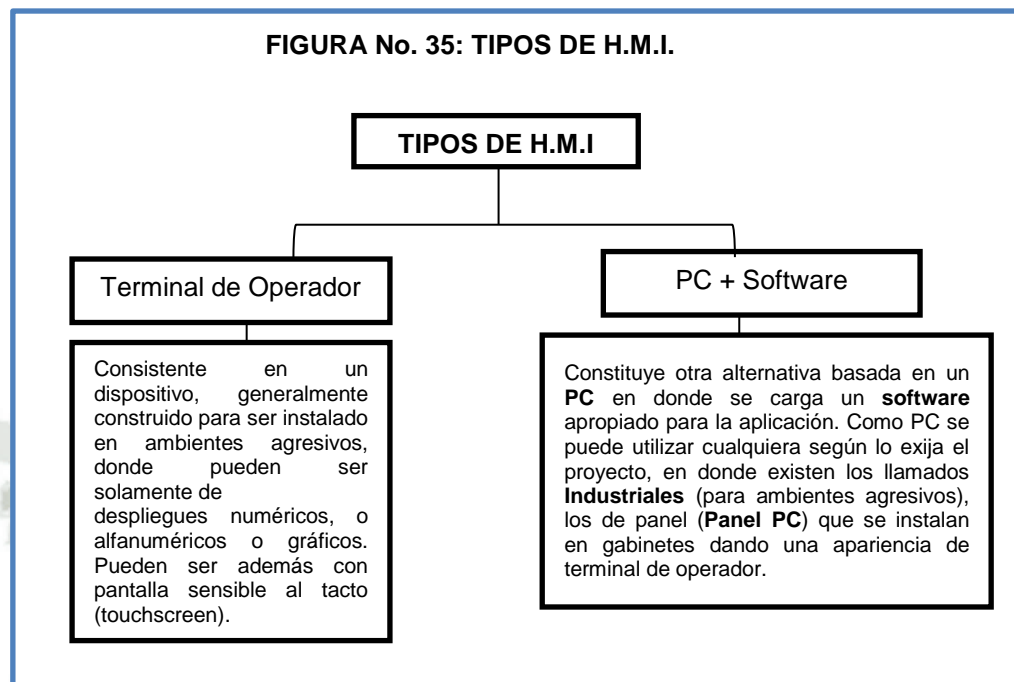 FIGURA No. 35: TIPOS DE H.M.I.
TIPOS DE H.M.I
Terminal de Operador
Consistente en un
dispositivo, generalmente
construido para ser instalado
en ambientes agresivos,
donde pueden ser
solamente de
despliegues numéricos, o
alfanuméricos o gráficos.
Pueden ser además con
pantalla sensible al tacto
(touchscreen).
PC + Software
Constituye otra alternativa basada en un
PC en donde se carga un software
apropiado para la aplicación. Como PC se
puede utilizar cualquiera según lo exija el
proyecto, en donde existen los llamados
Industriales (para ambientes agresivos),
los de panel (Panel PC) que se instalan
en gabinetes dando una apariencia de
terminal de operador.